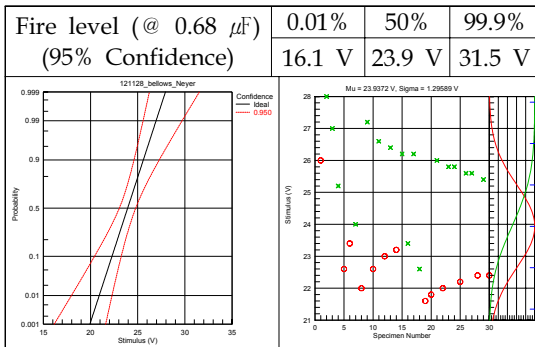 Fire level (@ 0.68 µF) 0.01% 50% 99.9%
(95% Confidence) 16.1 V 23.9 V 31.5 V
121128_bellows_Neyer
Confidence
Ideal
0.950
0.999
0.99
0.9
0.5
0.1
0.01
0.001
Probability
15 20 25 30 35
Stimulus (V)
Mu = 23.9372 V, Sigma = 1.29589 V
28
27
26
25
24
23
22
21
Stimulus (V)
0 5 10 15 20 25 30
Specimen Number